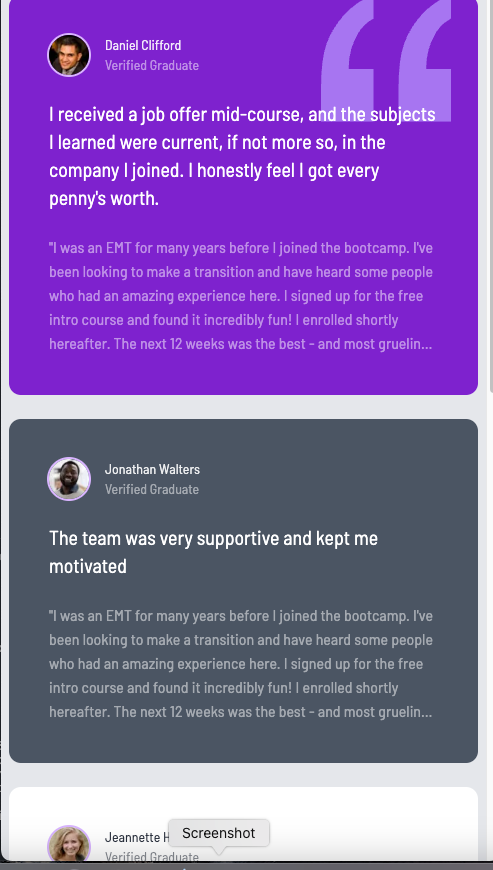 Daniel Clifford
Verified Graduate
I received a job offer mid-course, and the subjects
I learned were current, if not more so, in the
company I joined. I honestly feel I got every
penny's worth.
"I was an EMT for many years before I joined the bootcamp. I've
been looking to make a transition and have heard some people
who had an amazing experience here. I signed up for the free
intro course and found it incredibly fun! I enrolled shortly
hereafter. The next 12 weeks was the best - and most gruelin...
Jonathan Walters
Verified Graduate
The team was very supportive and kept me
motivated
"I was an EMT for many years before I joined the bootcamp. I've
been looking to make a transition and have heard some people
who had an amazing experience here. I signed up for the free
intro course and found it incredibly fun! I enrolled shortly
hereafter. The next 12 weeks was the best - and most gruelin...
Jeannette H
Screenshot
Verified Graduate